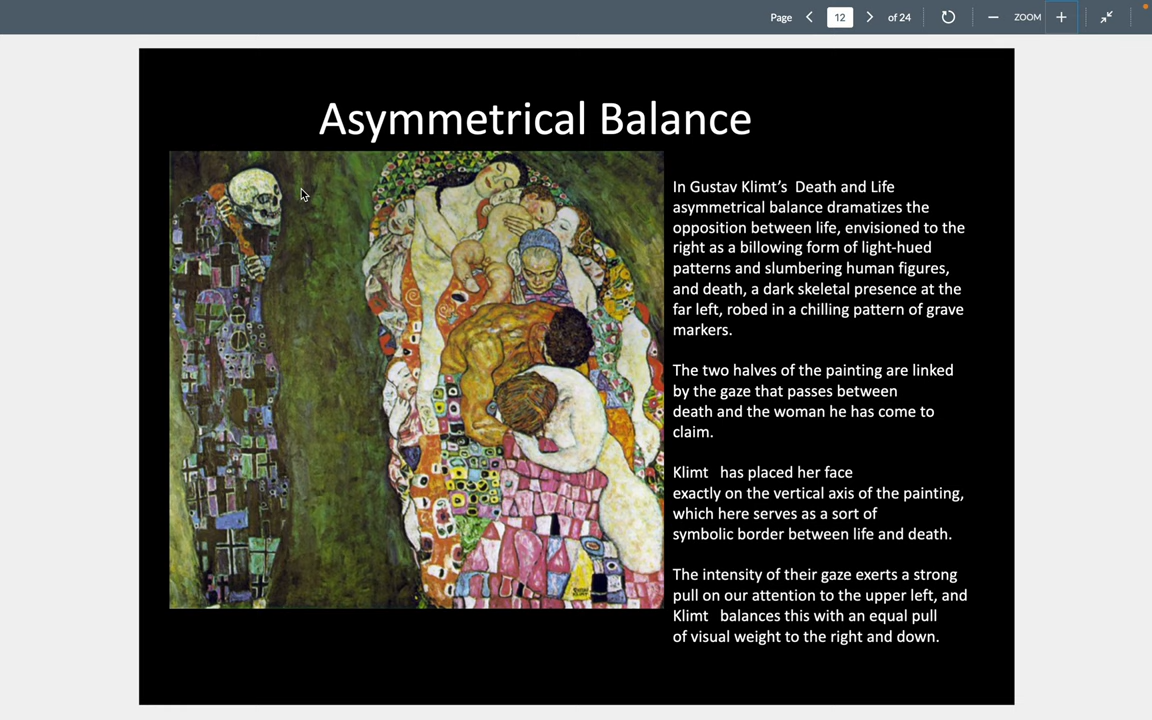 Page 12 of 24 ZOOM
Asymmetrical Balance
In Gustav Klimt's Death and Life
asymmetrical balance dramatizes the
opposition between life, envisioned to the
right as a billowing form of light-hued
patterns and slumbering human figures,
and death, a dark skeletal presence at the
far left, robed in a chilling pattern of grave
markers.
The two halves of the painting are linked
by the gaze that passes between
death and the woman he has come to
claim.
Klimt has placed her face
exactly on the vertical axis of the painting,
which here serves as a sort of
symbolic border between life and death.
The intensity of their gaze exerts a strong
pull on our attention to the upper left, and
Klimt balances this with an equal pull
of visual weight to the right and down.